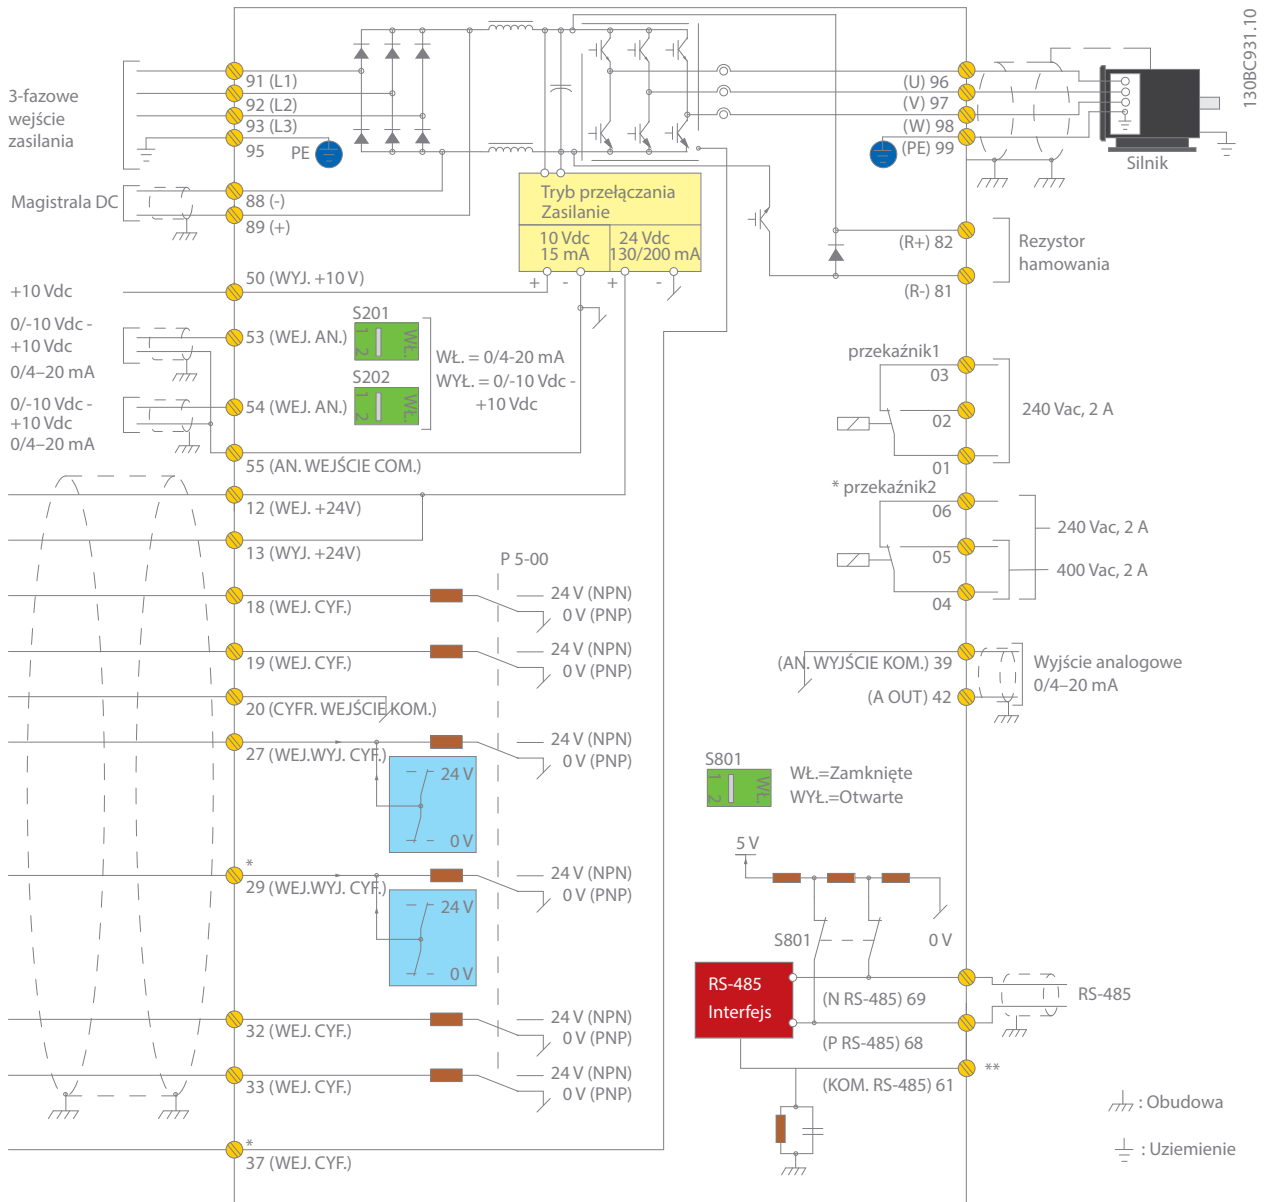 130BC931.10
3-fazowe
wejście
zasilania
91 (L1)
92 (L2)
93 (L3)
95
PE
(U) 96
(V) 97
(W) 98
(PE) 99
Silnik
Magistrala DC
88 (-)
89 (+)
Tryb przełączania
Zasilanie
10 Vdc
15 mA
24 Vdc
130/200 mA
+ - + -
(R+) 82
(R-) 81
Rezystor
hamowania
+10 Vdc
50 (WYJ. +10 V)
0/-10 Vdc -
+10 Vdc
0/4–20 mA
53 (WEJ. AN.)
S201
1 2 WŁ.
S202
1 2 WŁ.
WŁ. = 0/4-20 mA
WYŁ. = 0/-10 Vdc -
+10 Vdc
0/-10 Vdc -
+10 Vdc
0/4–20 mA
54 (WEJ. AN.)
55 (AN. WEJŚCIE COM.)
przekaźnik1
03
02
01
240 Vac, 2 A
* przekaźnik2
06
05
04
240 Vac, 2 A
400 Vac, 2 A
12 (WEJ. +24V)
13 (WYJ. +24V)
P 5-00
18 (WEJ. CYF.)
24 V (NPN)
0 V (PNP)
19 (WEJ. CYF.)
24 V (NPN)
0 V (PNP)
20 (CYFR. WEJŚCIE KOM.)
27 (WEJ.WYJ. CYF.)
24 V (NPN)
0 V (PNP)
24 V
0 V
*
29 (WEJ.WYJ. CYF.)
24 V (NPN)
0 V (PNP)
24 V
0 V
32 (WEJ. CYF.)
24 V (NPN)
0 V (PNP)
33 (WEJ. CYF.)
24 V (NPN)
0 V (PNP)
*
37 (WEJ. CYF.)
(AN. WYJŚCIE KOM.) 39
(A OUT) 42
Wyjście analogowe
0/4–20 mA
S801
1 2 WŁ.
WŁ.=Zamknięte
WYŁ.=Otwarte
5 V
S801
0 V
RS-485
Interfejs
(N RS-485) 69
(P RS-485) 68
(KOM. RS-485) 61
**
RS-485
: Obudowa
: Uziemienie